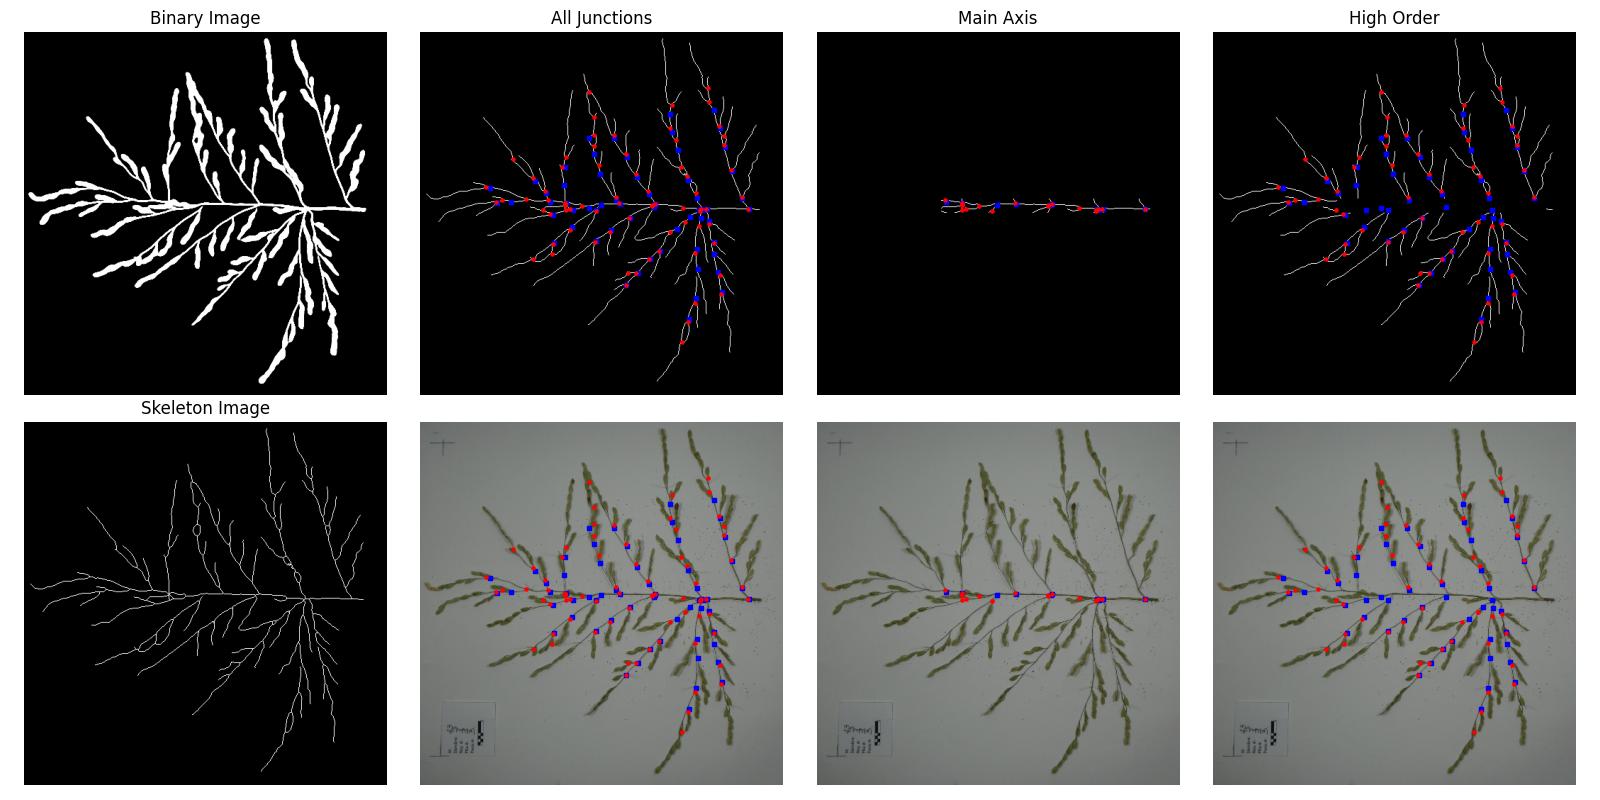 Binary Image
All Junctions
Main Axis
High Order
Skeleton Image